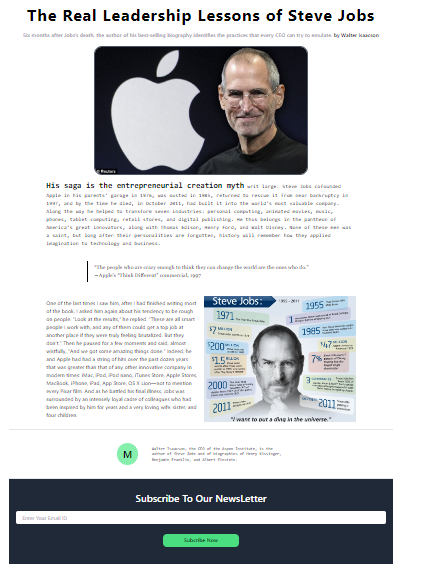 The Real Leadership Lessons of Steve Jobs
Six months after Jobs's death, the author of his best-selling biography identifies the practices that every CEO can try to emulate. by Walter Isaacson
© Reuters
His saga is the entrepreneurial creation myth writ large: Steve Jobs cofounded
Apple in his parents' garage in 1976, was ousted in 1985, returned to rescue it from near bankruptcy in
1997, and by the time he died, in October 2011, had built it into the world's most valuable company.
Along the way he helped to transform seven industries: personal computing, animated movies, music,
phones, tablet computing, retail stores, and digital publishing. He thus belongs in the pantheon of
America's great innovators, along with Thomas Edison, Henry Ford, and Walt Disney. None of these men was
a saint, but long after their personalities are forgotten, history will remember how they applied
imagination to technology and business.
"The people who are crazy enough to think they can change the world are the ones who do."
—Apple's "Think Different" commercial, 1997
One of the last times I saw him, after I had finished writing most
of the book, I asked him again about his tendency to be rough
on people. "Look at the results," he replied. "These are all smart
people I work with, and any of them could get a top job at
another place if they were truly feeling brutalized. But they
don't." Then he paused for a few moments and said, almost
wistfully, "And we got some amazing things done." Indeed, he
and Apple had had a string of hits over the past dozen years
that was greater than that of any other innovative company in
modern times: iMac, iPod, iPod nano, iTunes Store, Apple Stores,
MacBook, iPhone, iPad, App Store, OS X Lion—not to mention
every Pixar film. And as he battled his final illness, Jobs was
surrounded by an intensely loyal cadre of colleagues who had
been inspired by him for years and a very loving wife, sister, and
four children.
Steve Jobs: 1955 - 2011
1971
1955
1
$7 MILLION
1985
$200 MILLION
$47 MILLION
$1.5 BILLION
7%
2000
3
2011
2011
"I want to put a ding in the universe."
M
Walter Isaacson, the CEO of the Aspen Institute, is the
author of Steve Jobs and of biographies of Henry Kissinger,
Benjamin Franklin, and Albert Einstein.
Subscribe To Our NewsLetter
Enter Your Email ID
Subcribe Now